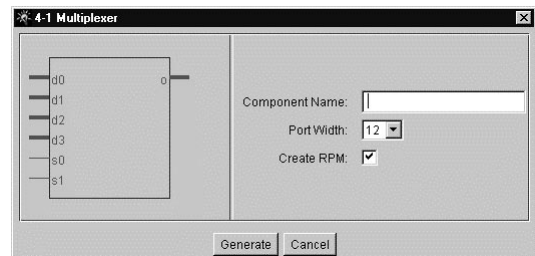 4-1 Multiplexer
d0
o
d1
d2
d3
s0
s1
Component Name:
Port Width: 12
Create RPM:
Generate Cancel